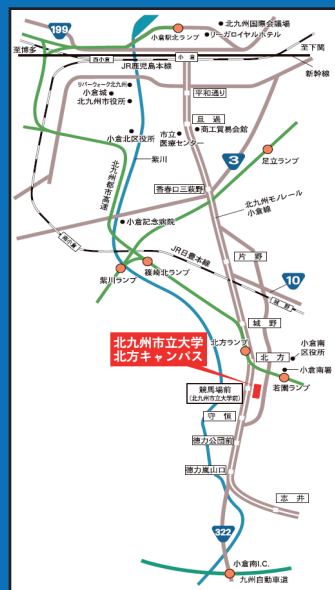 199
北九州国際会議場
リーガロイヤルホテル
小倉駅北ランプ
至博多
至下関
西小倉
小倉
JR鹿児島本線
新幹線
リバーウォーク北九州
小倉城
北九州市役所
平和通り
旦過
商工貿易会館
小倉北区役所
市立
医療センター
紫川
3
足立ランプ
北九州都市高速
香春口三萩野
北九州モノレール
小倉線
小倉記念病院
南小倉
JR日豊本線
片野
紫川ランプ
篠崎北ランプ
10
城野
城野
北九州市立大学
北方キャンパス
北方ランプ
小倉南
区役所
北方
小倉南署
競馬場前
(北九州市立大学前)
若園ランプ
守恒
徳力公団前
徳力嵐山口
志井
322
小倉南I.C.
九州自動車道